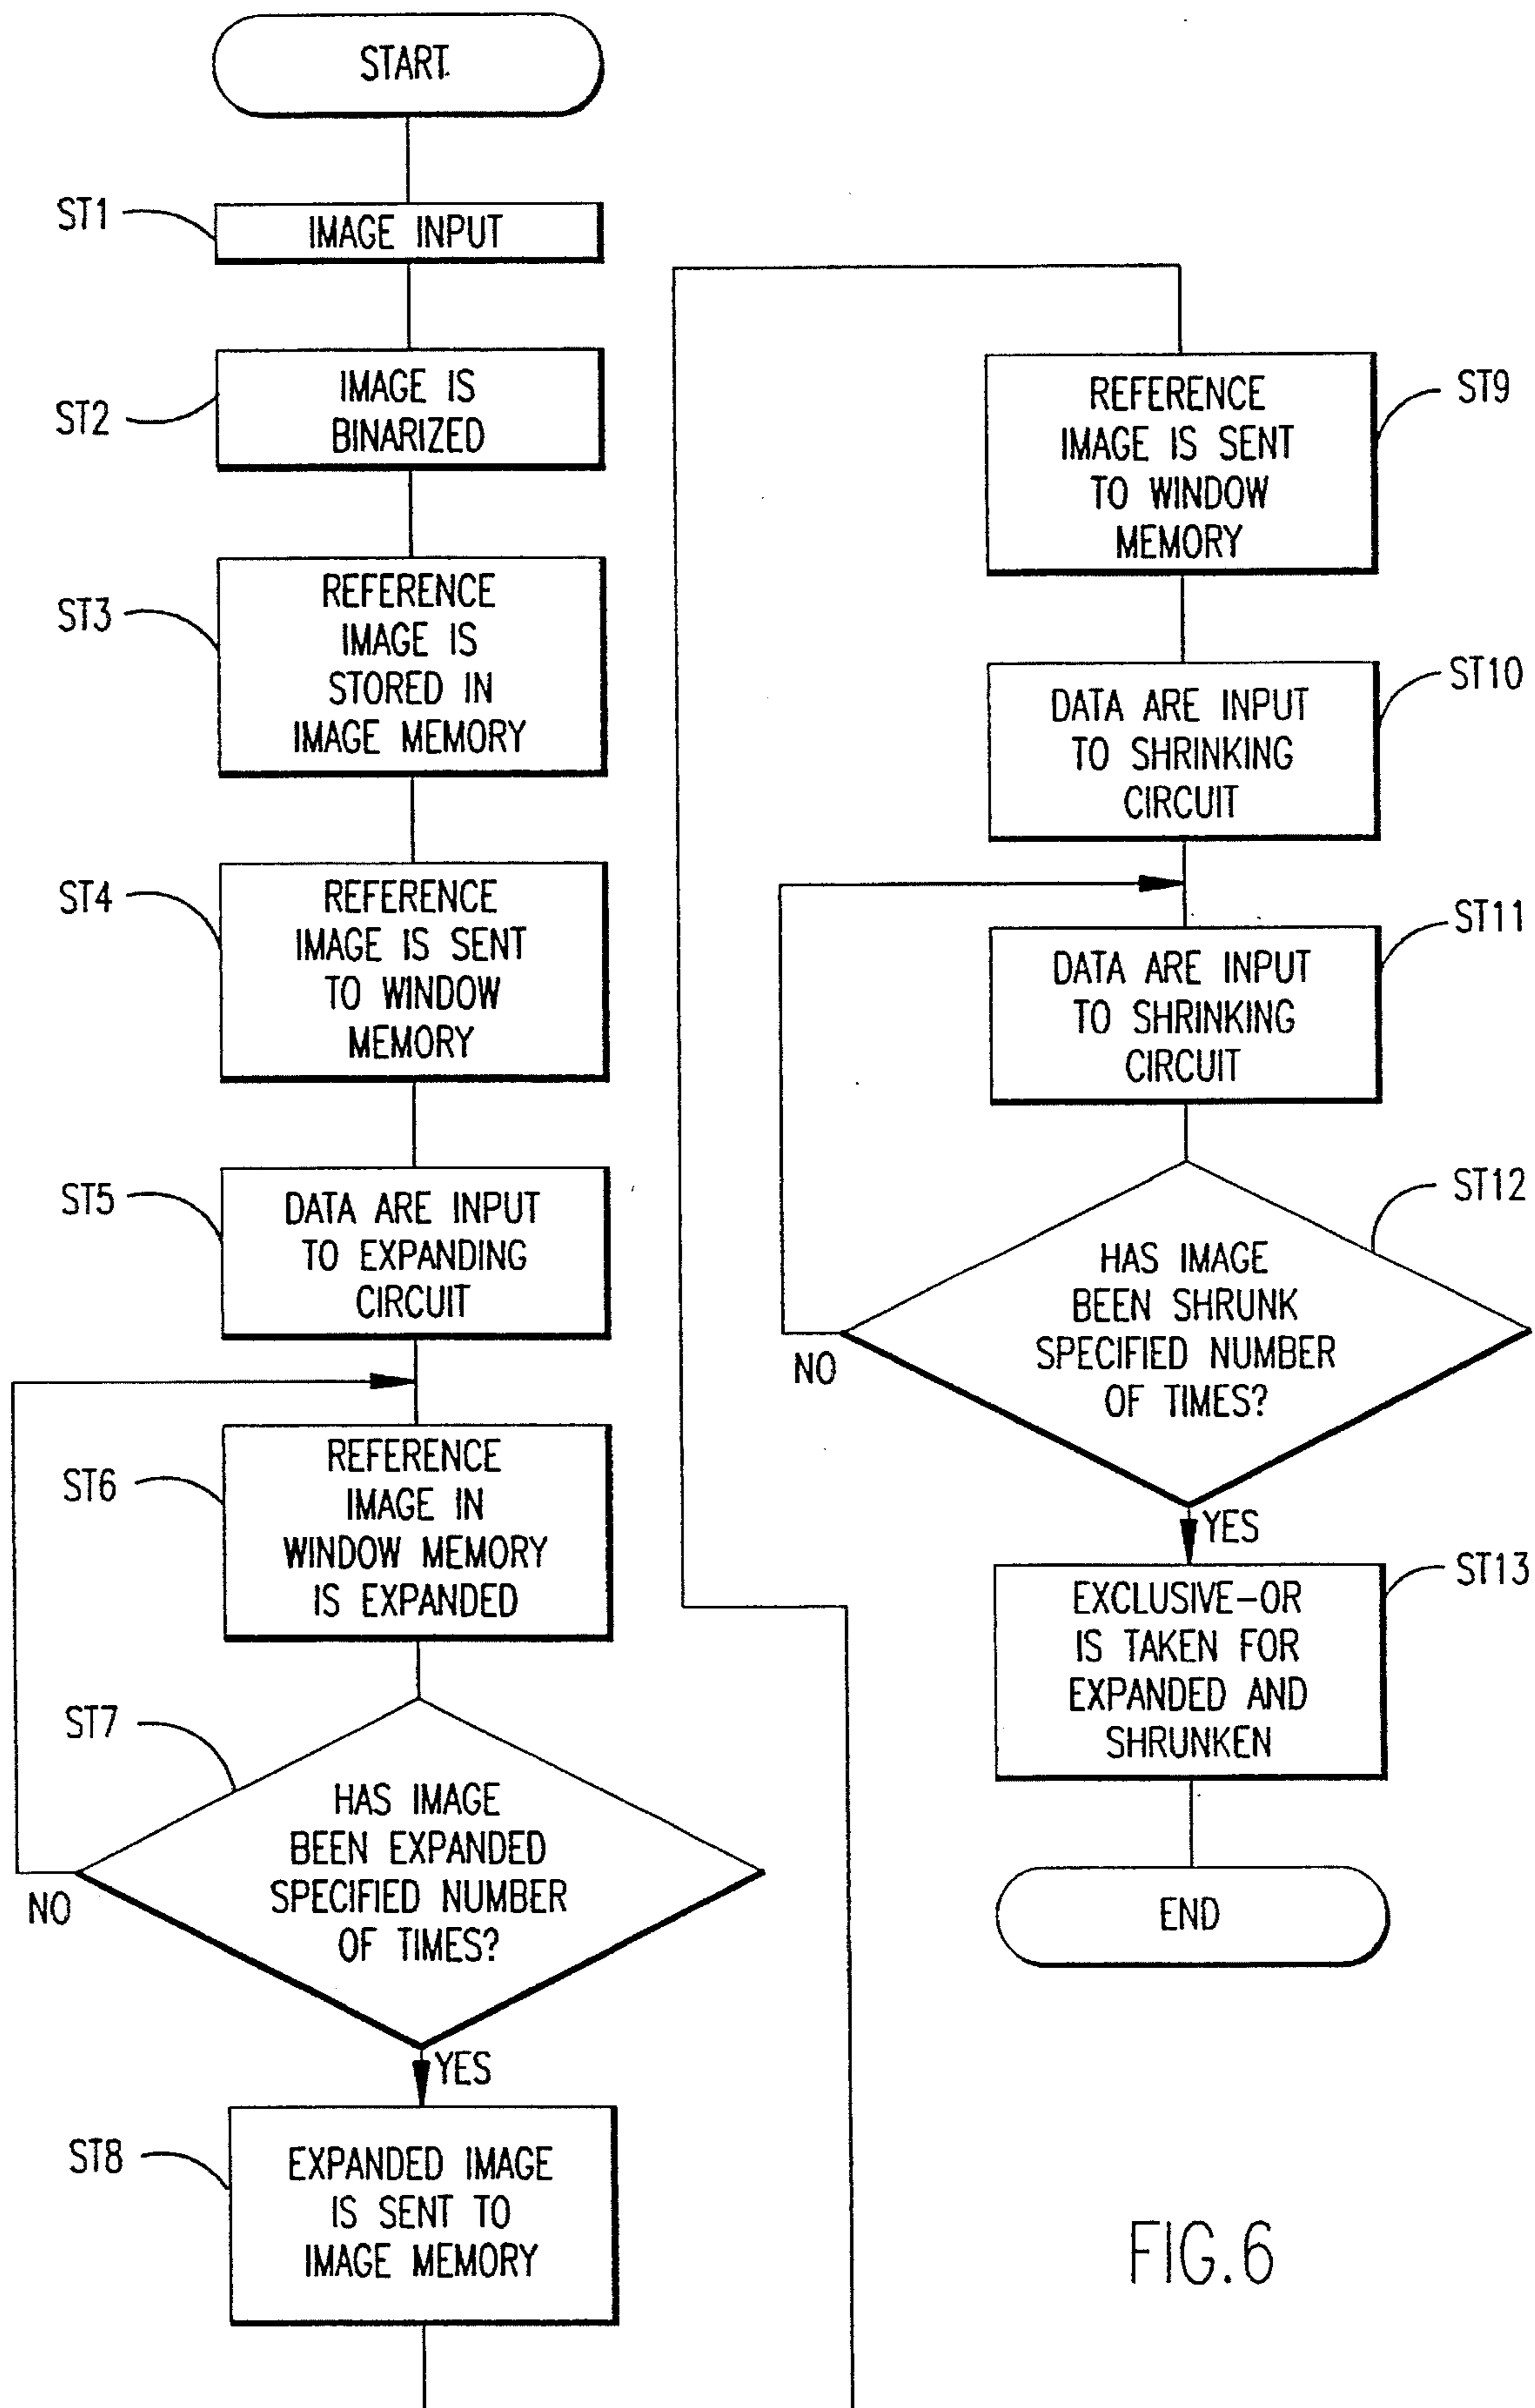 START
ST1
IMAGE INPUT
ST2
IMAGE IS
BINARIZED
ST3
REFERENCE
IMAGE IS
STORED IN
IMAGE MEMORY
ST4
REFERENCE
IMAGE IS SENT
TO WINDOW
MEMORY
ST5
DATA ARE INPUT
TO EXPANDING
CIRCUIT
ST6
REFERENCE
IMAGE IN
WINDOW MEMORY
IS EXPANDED
ST7
HAS IMAGE
BEEN EXPANDED
SPECIFIED NUMBER
OF TIMES?
NO
YES
ST8
EXPANDED IMAGE
IS SENT TO
IMAGE MEMORY
ST9
REFERENCE
IMAGE IS SENT
TO WINDOW
MEMORY
ST10
DATA ARE INPUT
TO SHRINKING
CIRCUIT
ST11
DATA ARE INPUT
TO SHRINKING
CIRCUIT
ST12
HAS IMAGE
BEEN SHRUNK
SPECIFIED NUMBER
OF TIMES?
NO
YES
ST13
EXCLUSIVE-OR
IS TAKEN FOR
EXPANDED AND
SHRUNKEN
END
FIG.6